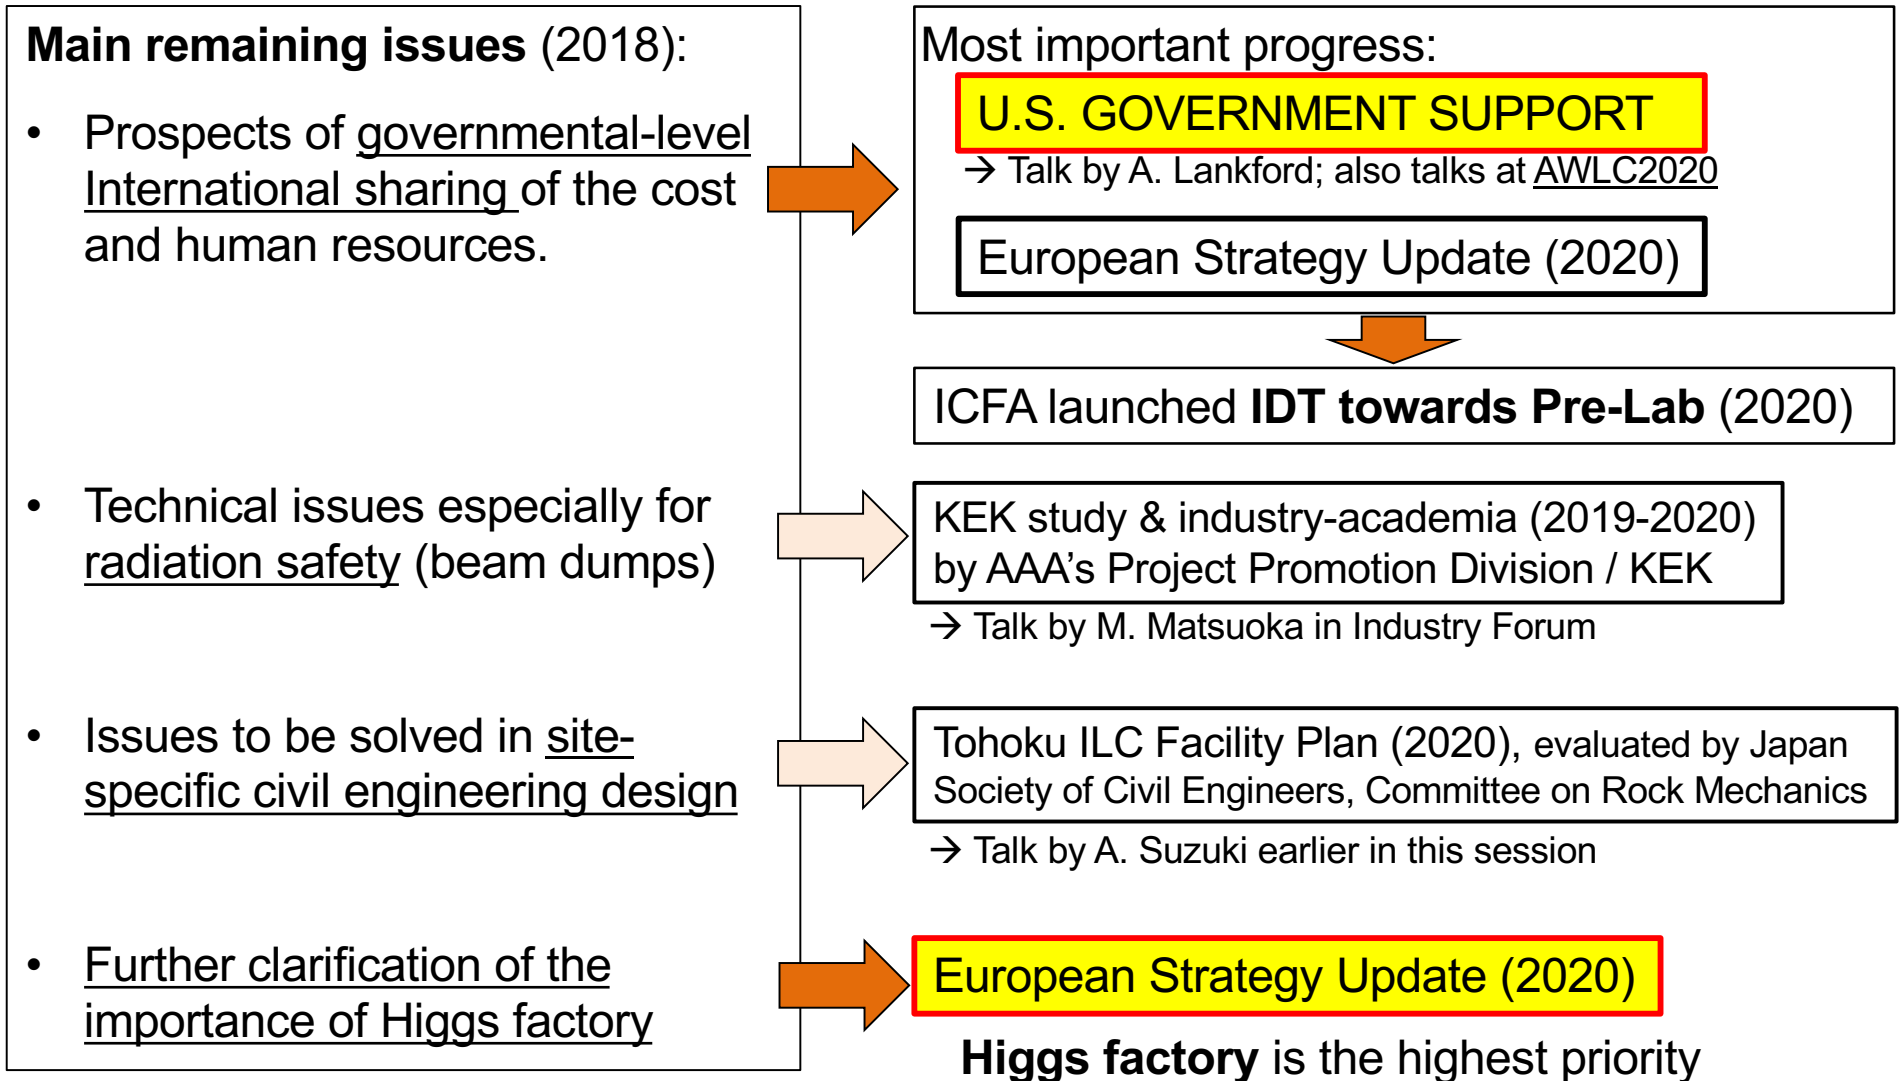 Main remaining issues (2018):
• Prospects of governmental-level
International sharing of the cost
and human resources.
• Technical issues especially for
radiation safety (beam dumps)
• Issues to be solved in site-
specific civil engineering design
• Further clarification of the
importance of Higgs factory
Most important progress:
U.S. GOVERNMENT SUPPORT
→ Talk by A. Lankford; also talks at AWLC2020
European Strategy Update (2020)
ICFA launched IDT towards Pre-Lab (2020)
KEK study & industry-academia (2019-2020)
by AAA’s Project Promotion Division / KEK
→ Talk by M. Matsuoka in Industry Forum
Tohoku ILC Facility Plan (2020), evaluated by Japan
Society of Civil Engineers, Committee on Rock Mechanics
→ Talk by A. Suzuki earlier in this session
European Strategy Update (2020)
Higgs factory is the highest priority